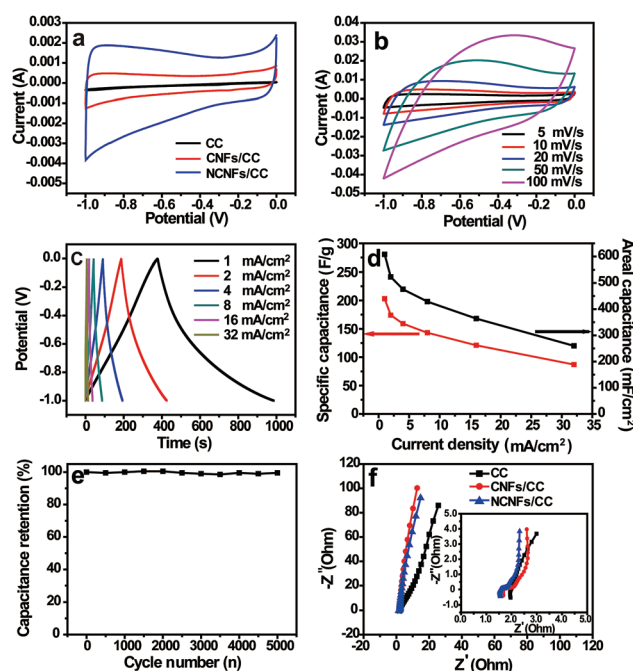 a
0.003
0.002
0.001
0.000
-0.001
-0.002
-0.003
-0.004
-0.005
Current (A)
CC
CNFs/CC
NCNFs/CC
-1.0 -0.8 -0.6 -0.4 -0.2 0.0
Potential (V)
b
0.04
0.03
0.02
0.01
0.00
-0.01
-0.02
-0.03
-0.04
Current (A)
5 mV/s
10 mV/s
20 mV/s
50 mV/s
100 mV/s
-1.0 -0.8 -0.6 -0.4 -0.2 0.0
Potential (V)
c
0.0
-0.2
-0.4
-0.6
-0.8
-1.0
Potential (V)
1 mA/cm²
2 mA/cm²
4 mA/cm²
8 mA/cm²
16 mA/cm²
32 mA/cm²
0 200 400 600 800 1000
Time (s)
d
300
250
200
150
100
50
0
Specific capacitance (F/g)
600
500
400
300
200
100
0
Areal capacitance (mF/cm²)
0 5 10 15 20 25 30 35
Current density (mA/cm²)
e
120
100
80
60
40
20
0
Capacitance retention (%)
0 1000 2000 3000 4000 5000
Cycle number (n)
f
120
100
80
60
40
20
0
-20
-Z''(Ohm)
CC
CNFs/CC
NCNFs/CC
5.0
4.0
3.0
2.0
1.0
0
-1.0
-Z''(Ohm)
0 1.0 2.0 3.0 4.0 5.0
Z'(Ohm)
0 20 40 60 80 100
Z'(Ohm)